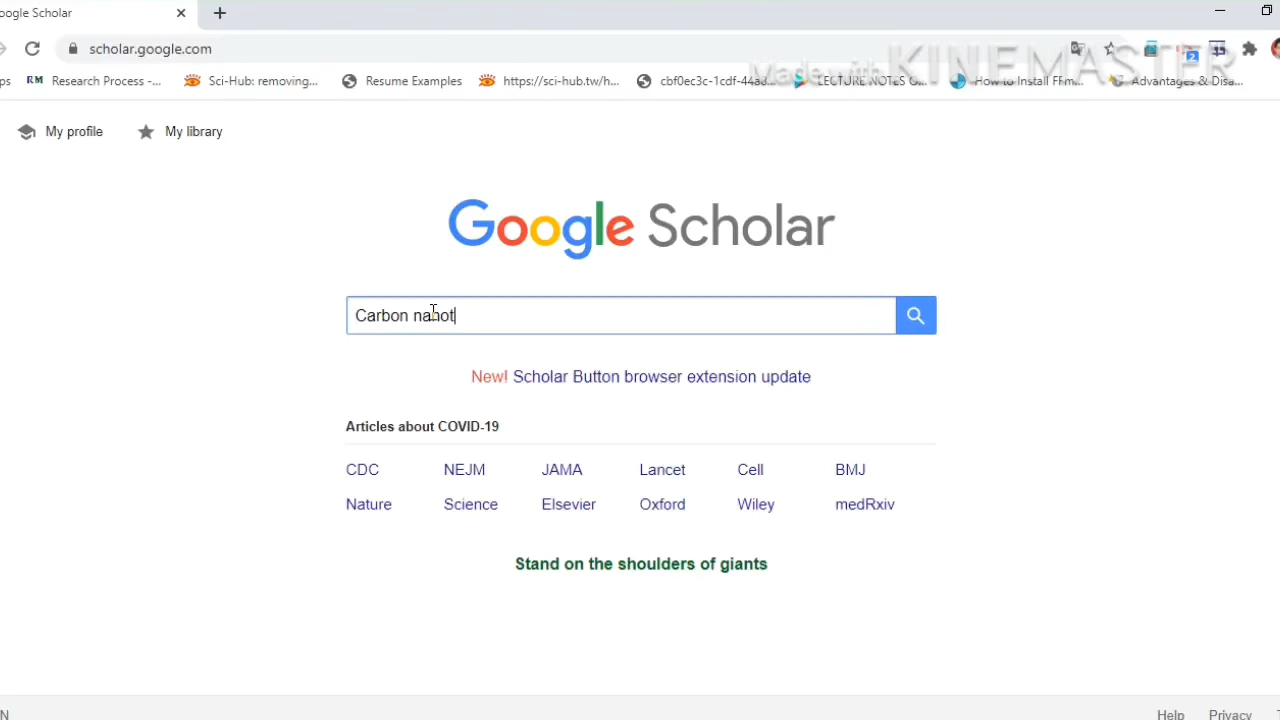 oogle Scholar
scholar.google.com
ps Research Process -... Sci-Hub: removing... Resume Examples https://sci-hub.tw/h... cbf0ec3c-1cdf-44a8... LECTURE NOTES O... How to Install FFm... Advantages & Disa...
Made with KINEMASTER
My profile My library
Google Scholar
Carbon nanot
New! Scholar Button browser extension update
Articles about COVID-19
CDC NEJM JAMA Lancet Cell BMJ
Nature Science Elsevier Oxford Wiley medRxiv
Stand on the shoulders of giants
Help Privacy